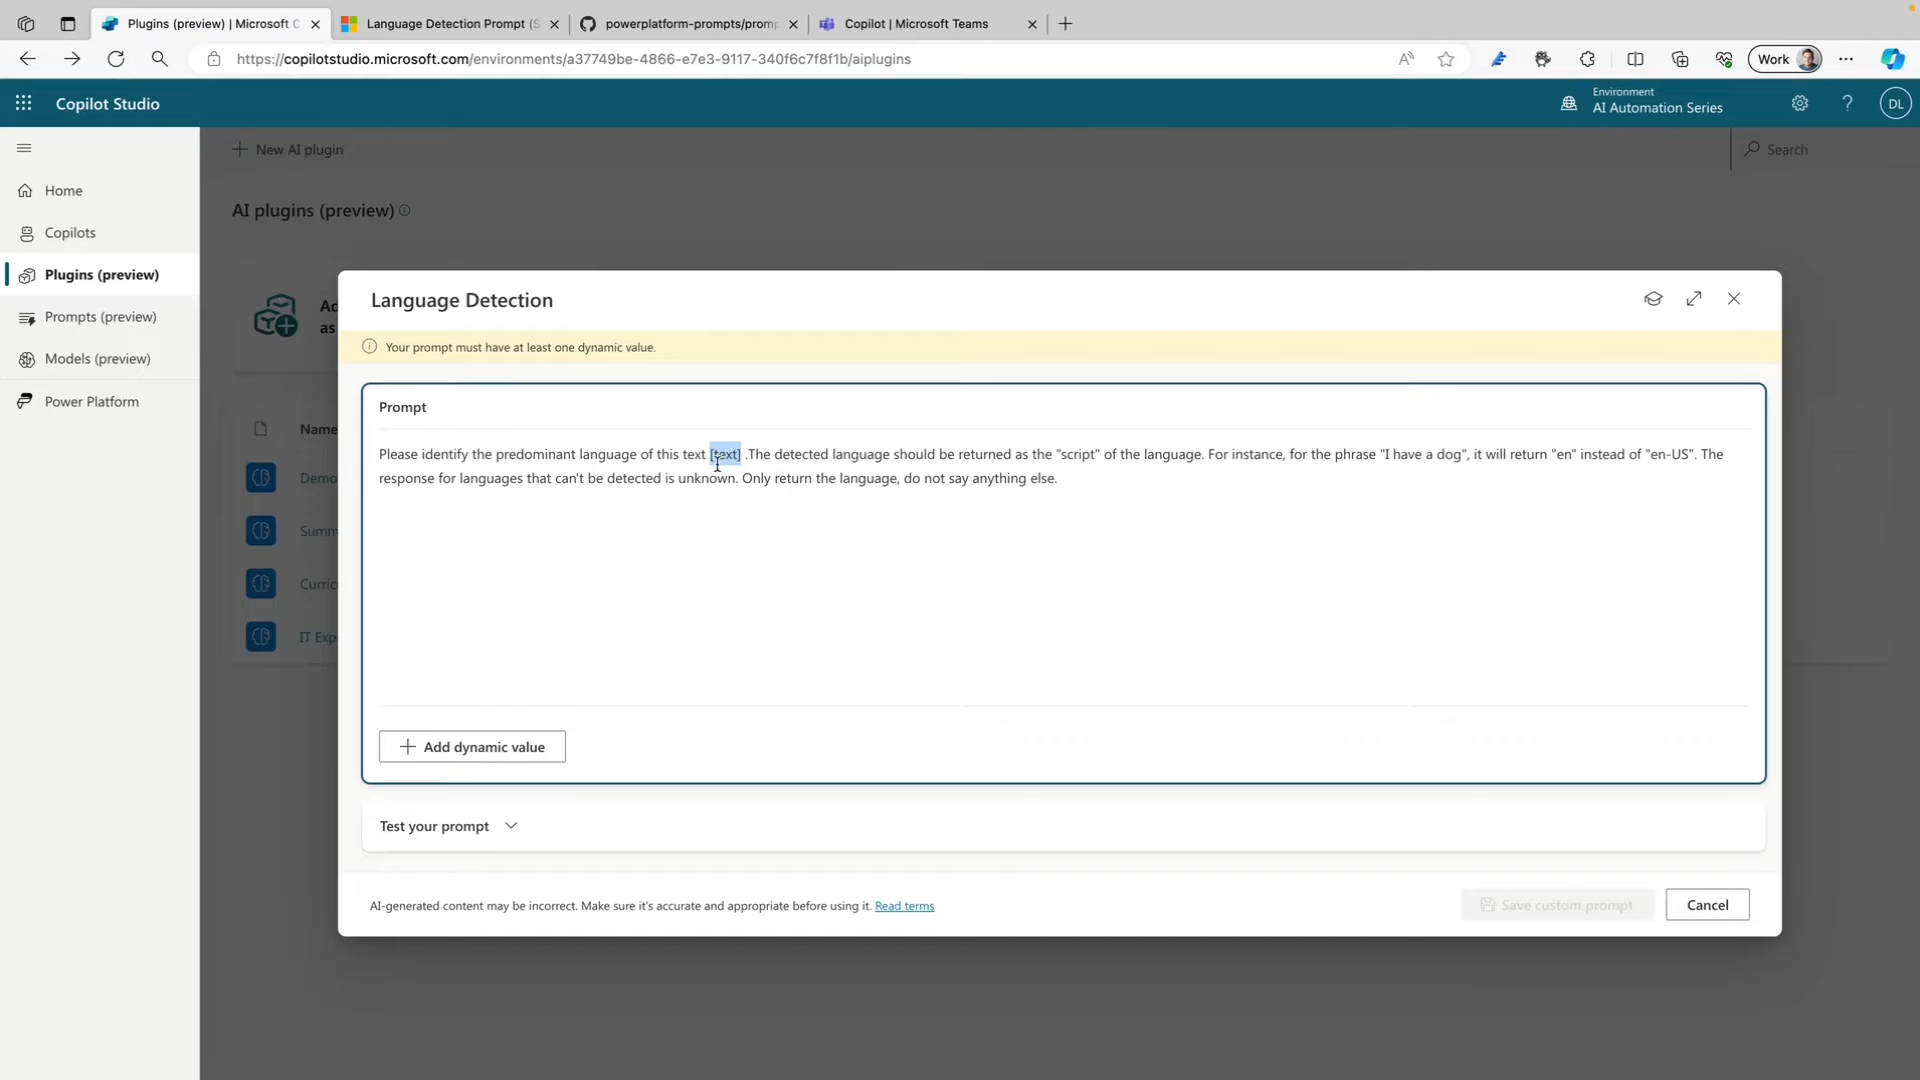 Plugins (preview) | Microsoft C
Language Detection Prompt (S
powerplatform-prompts/promp
Copilot | Microsoft Teams
https://copilotstudio.microsoft.com/environments/a37749be-4866-e7e3-9117-340f6c7f8f1b/aiplugins
Work
Copilot Studio
Environment
AI Automation Series
?
DL
New AI plugin
Search
Home
AI plugins (preview)
Copilots
Plugins (preview)
Ad
as
Prompts (preview)
Models (preview)
Power Platform
Name
Demo
Summ
Curric
IT Exp
Language Detection
Your prompt must have at least one dynamic value.
Prompt
Please identify the predominant language of this text [text] .The detected language should be returned as the "script" of the language. For instance, for the phrase "I have a dog", it will return "en" instead of "en-US". The
response for languages that can't be detected is unknown. Only return the language, do not say anything else.
Add dynamic value
Test your prompt
AI-generated content may be incorrect. Make sure it's accurate and appropriate before using it. Read terms
Save custom prompt
Cancel